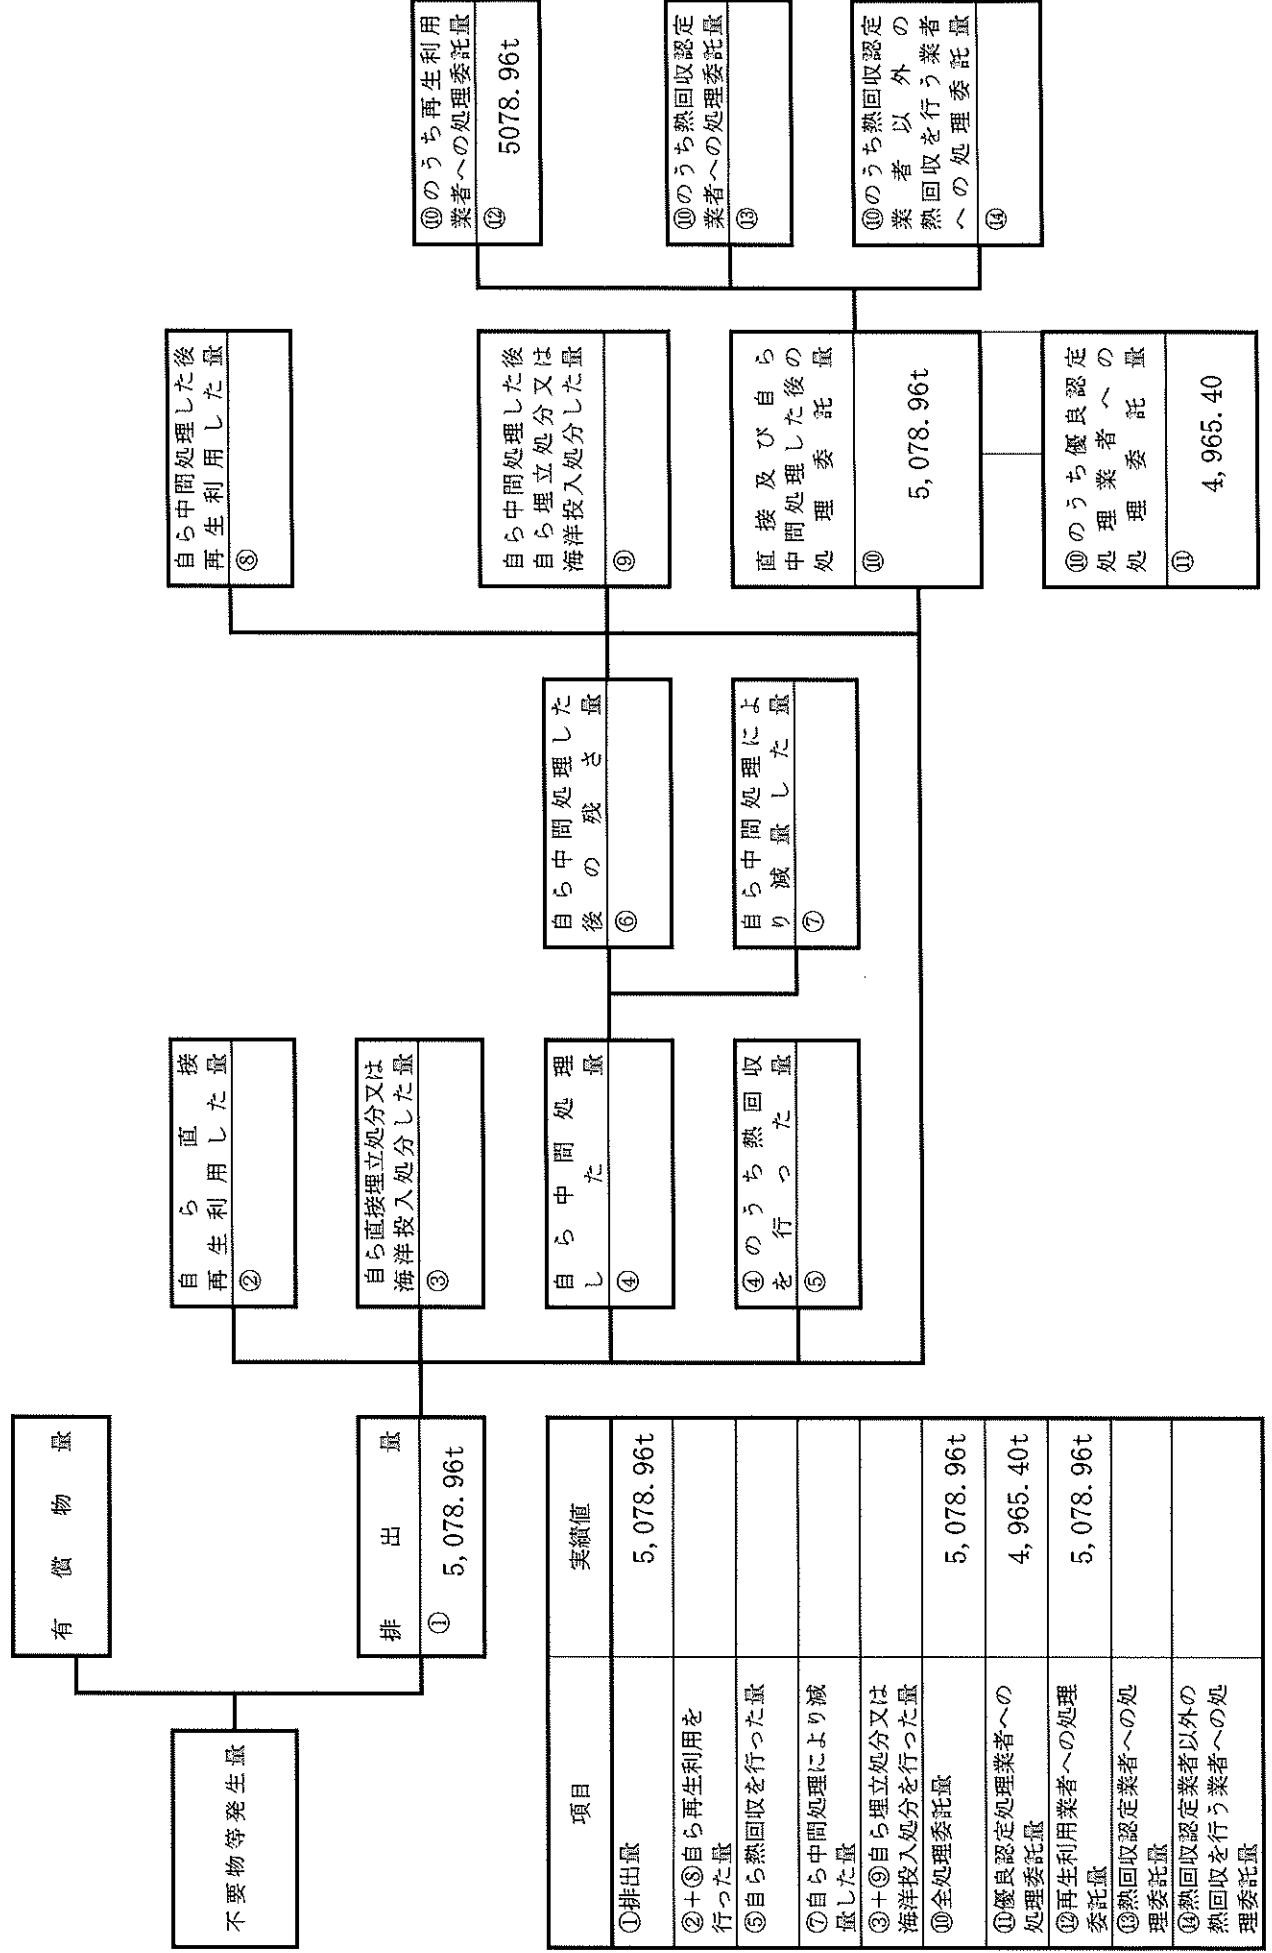 不要物等発生量
有償物量
排出量
① 5,078.96t
自ら直接
再生利用した量
②
自ら直接埋立処分又は
海洋投入処分した量
③
自ら中間処理
した量
④
④のうち熱回収
を行った量
⑤
自ら中間処理した
後の残さ量
⑥
自ら中間処理によ
り減量した量
⑦
自ら中間処理した後
再生利用した量
⑧
自ら中間処理した後
自ら埋立処分又は
海洋投入処分した量
⑨
直接及び自ら
中間処理した後の
処理委託量
⑩
5,078.96t
⑩のうち優良認定
処理業者への
処理委託量
⑪
4,965.40
⑩のうち再生利用
業者への処理委託量
⑫
5078.96t
⑩のうち熱回収認定
業者への処理委託量
⑬
⑩のうち熱回収認定
業者以外の
熱回収を行う業者
への処理委託量
⑭
項目 実績値
①排出量 5,078.96t
②+⑧自ら再生利用を
行った量
⑤自ら熱回収を行った量
⑦自ら中間処理により減
量した量
③+⑨自ら埋立処分又は
海洋投入処分を行った量
⑩全処理委託量 5,078.96t
⑪優良認定処理業者への
処理委託量 4,965.40t
⑫再生利用業者への処理
委託量 5,078.96t
⑬熱回収認定業者への処
理委託量
⑭熱回収認定業者以外の
熱回収を行う業者への処
理委託量